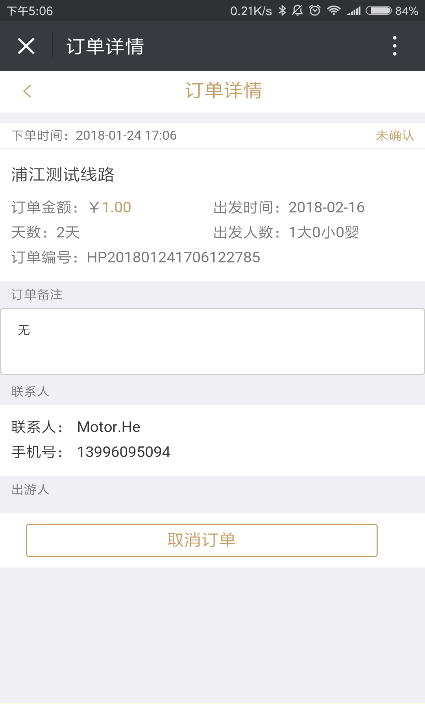 下午5:06 0.21K/s 84%
订单详情
订单详情
下单时间：2018-01-24 17:06 未确认
浦江测试线路
订单金额：￥1.00 出发时间：2018-02-16
天数：2天 出发人数：1大0小0婴
订单编号：HP201801241706122785
订单备注
无
联系人
联系人： Motor.He
手机号： 13996095094
出游人
取消订单